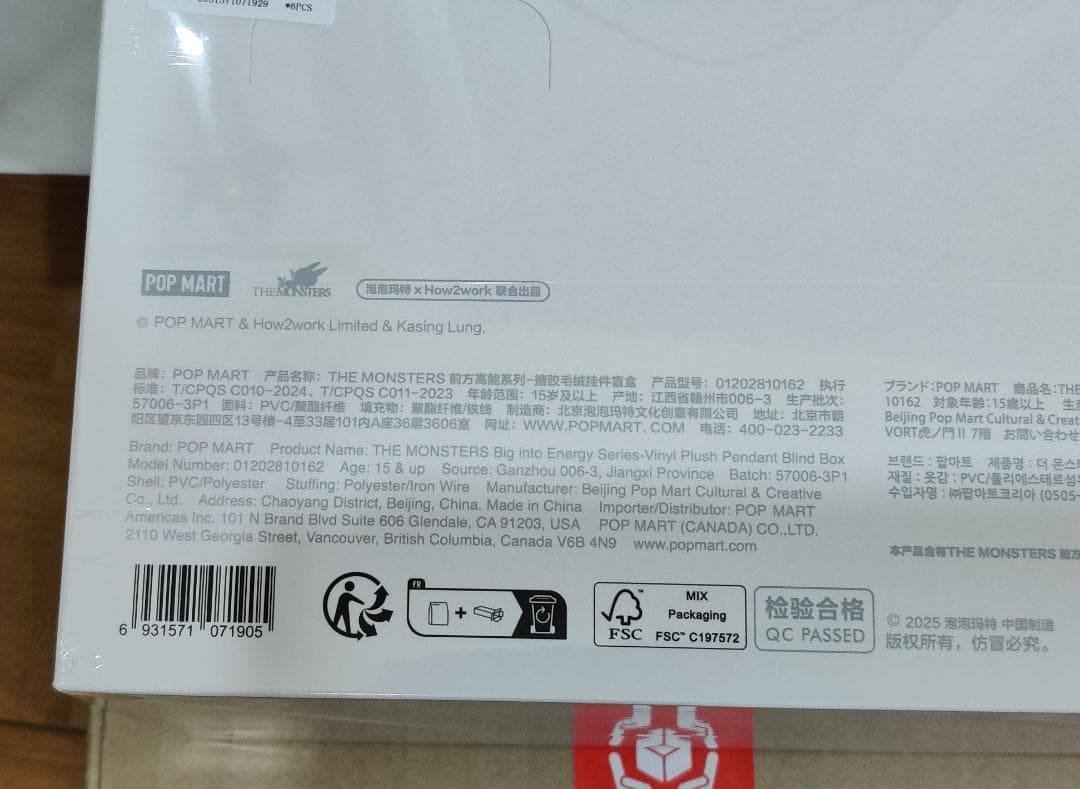 6931571071929 *6PCS
POP MART THE MONSTERS 泡泡玛特 × How2work 联合出品
© POP MART & How2work Limited & Kasing Lung.
品牌：POP MART 产品名称：THE MONSTERS 前方高能系列-搪胶毛绒挂件盲盒 产品型号：01202810162 执行
标准：T/CPQS C010-2024、T/CPQS C011-2023 年龄范围：15岁及以上 产地：江西省赣州市006-3 生产批次：
57006-3P1 面料：PVC/聚酯纤维 填充物：聚酯纤维/铁线 制造商：北京泡泡玛特文化创意有限公司 地址：北京市朝
阳区望京东园四区13号楼-4至33层101内A座36层3606室 网址：WWW.POPMART.COM 电话：400-023-2233
Brand: POP MART Product Name: THE MONSTERS Big into Energy Series-Vinyl Plush Pendant Blind Box
Model Number: 01202810162 Age: 15 & up Source: Ganzhou 006-3, Jiangxi Province Batch: 57006-3P1
Shell: PVC/Polyester Stuffing: Polyester/Iron Wire Manufacturer: Beijing Pop Mart Cultural & Creative
Co., Ltd. Address: Chaoyang District, Beijing, China. Made in China Importer/Distributor: POP MART
Americas Inc. 101 N Brand Blvd Suite 606 Glendale, CA 91203, USA POP MART (CANADA) CO.,LTD.
2110 West Georgia Street, Vancouver, British Columbia, Canada V6B 4N9 www.popmart.com
ブランド：POP MART 商品名：THE
10162 対象年齢：15歳以上
Beijing Pop Mart Cultural & Creat
VORT虎ノ門Ⅱ 7階 お問い合わせ
브랜드 : 팝마트 제품명 : 더 몬스
재질 : 옷감 : PVC/폴리에스테르섬
수입자명 : ㈜팝마트코리아 (0505-
本产品含有THE MONSTERS 前方
6 931571 071905
FR
+
FSC™
MIX
Packaging
FSC™ C197572
检验合格
QC PASSED
© 2025 泡泡玛特 中国制造
版权所有，仿冒必究。